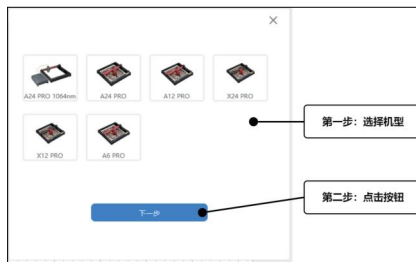 A24 PRO 1064nm
A24 PRO
A12 PRO
X24 PRO
第一步：选择机型
X12 PRO
A6 PRO
第二步：点击按钮
下一步